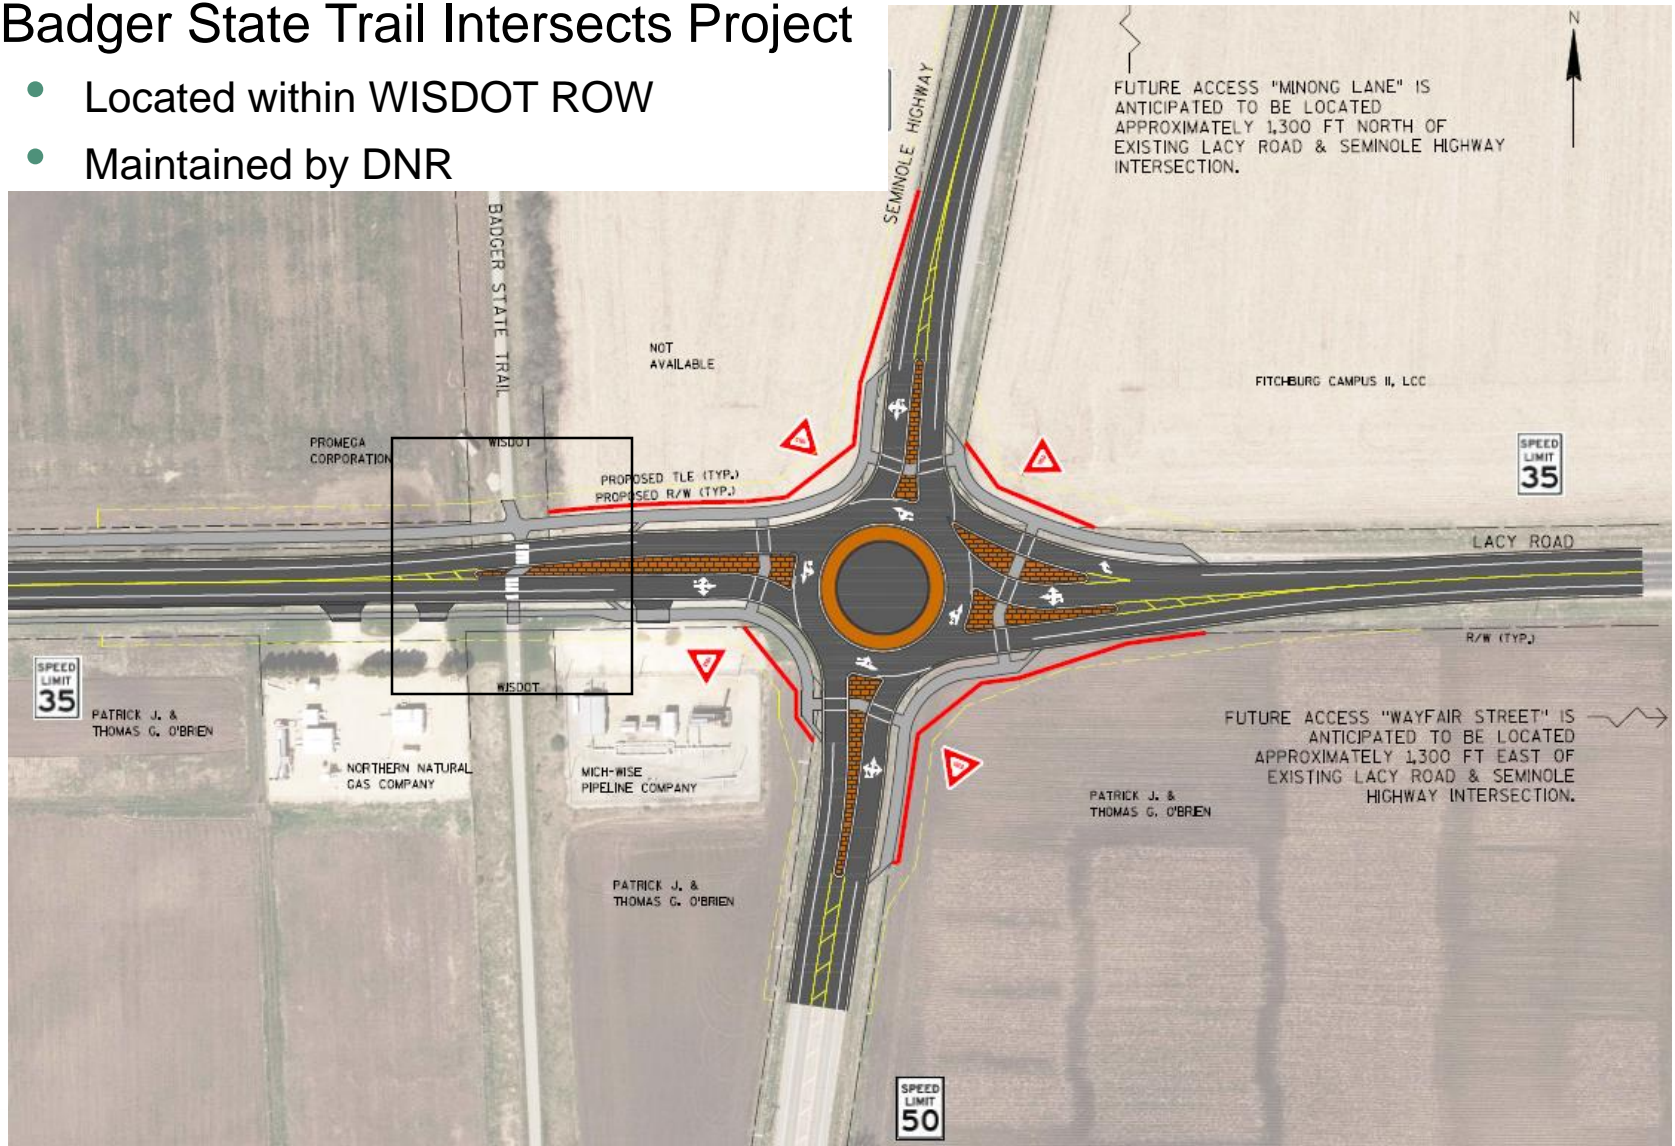 Badger State Trail Intersects Project
• Located within WISDOT ROW
• Maintained by DNR
N
FUTURE ACCESS "MINONG LANE" IS
ANTICIPATED TO BE LOCATED
APPROXIMATELY 1,300 FT NORTH OF
EXISTING LACY ROAD & SEMINOLE HIGHWAY
INTERSECTION.
SEMINOLE HIGHWAY
BADGER STATE TRAIL
NOT
AVAILABLE
FITCHBURG CAMPUS II, LCC
PROMEGA
CORPORATION
WISDOT
PROPOSED TLE (TYP.)
PROPOSED R/W (TYP.)
SPEED
LIMIT
35
LACY ROAD
R/W (TYP.)
SPEED
LIMIT
35
WISDOT
PATRICK J. &
THOMAS G. O'BRIEN
NORTHERN NATURAL
GAS COMPANY
MICH-WISE
PIPELINE COMPANY
FUTURE ACCESS "WAYFAIR STREET" IS
ANTICIPATED TO BE LOCATED
APPROXIMATELY 1,300 FT EAST OF
EXISTING LACY ROAD & SEMINOLE
HIGHWAY INTERSECTION.
PATRICK J. &
THOMAS G. O'BRIEN
PATRICK J. &
THOMAS G. O'BRIEN
SPEED
LIMIT
50